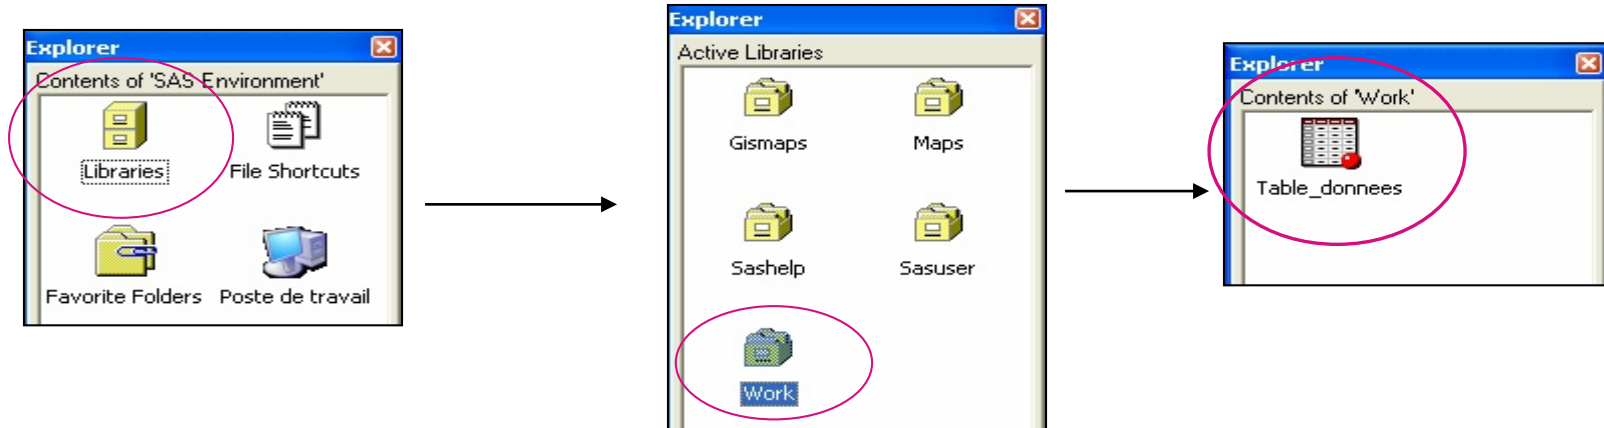 Explorer
Contents of 'SAS Environment'
Libraries
File Shortcuts
Favorite Folders
Poste de travail
Explorer
Active Libraries
Gismaps
Maps
Sashelp
Sasuser
Work
Explorer
Contents of 'Work'
Table_donnees